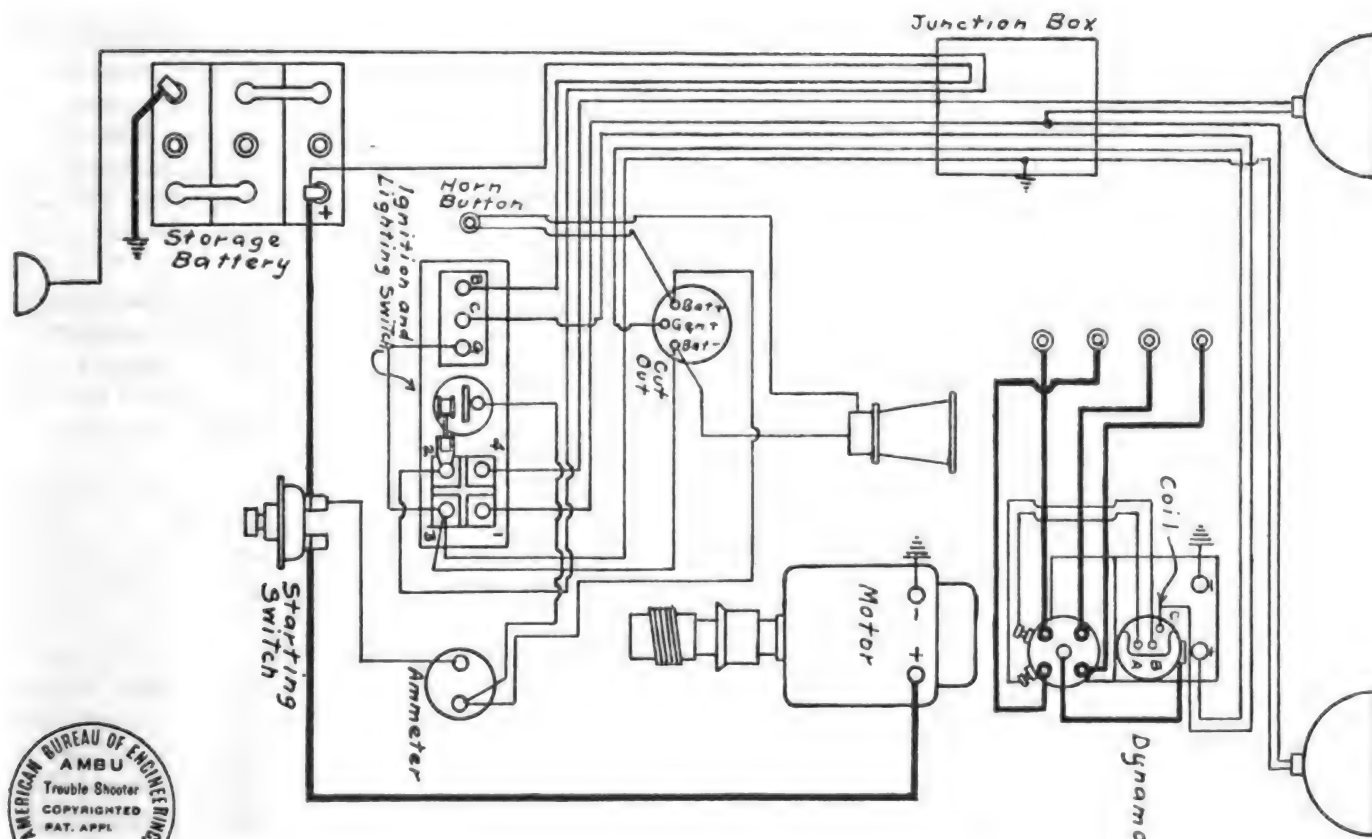 Junction Box
Storage
Battery
+
Horn
Button
Ignition and
Lighting Switch
B
C
G
2
4
3
1
Batt+
Gen+
Bat-
Cut
Out
Starting
Switch
Ammeter
Motor
-
+
Coil
C
A
B
-
+
Dynamo
AMERICAN BUREAU OF ENGINEERING
AMBU
Trouble Shooter
COPYRIGHTED
PAT. APPL.